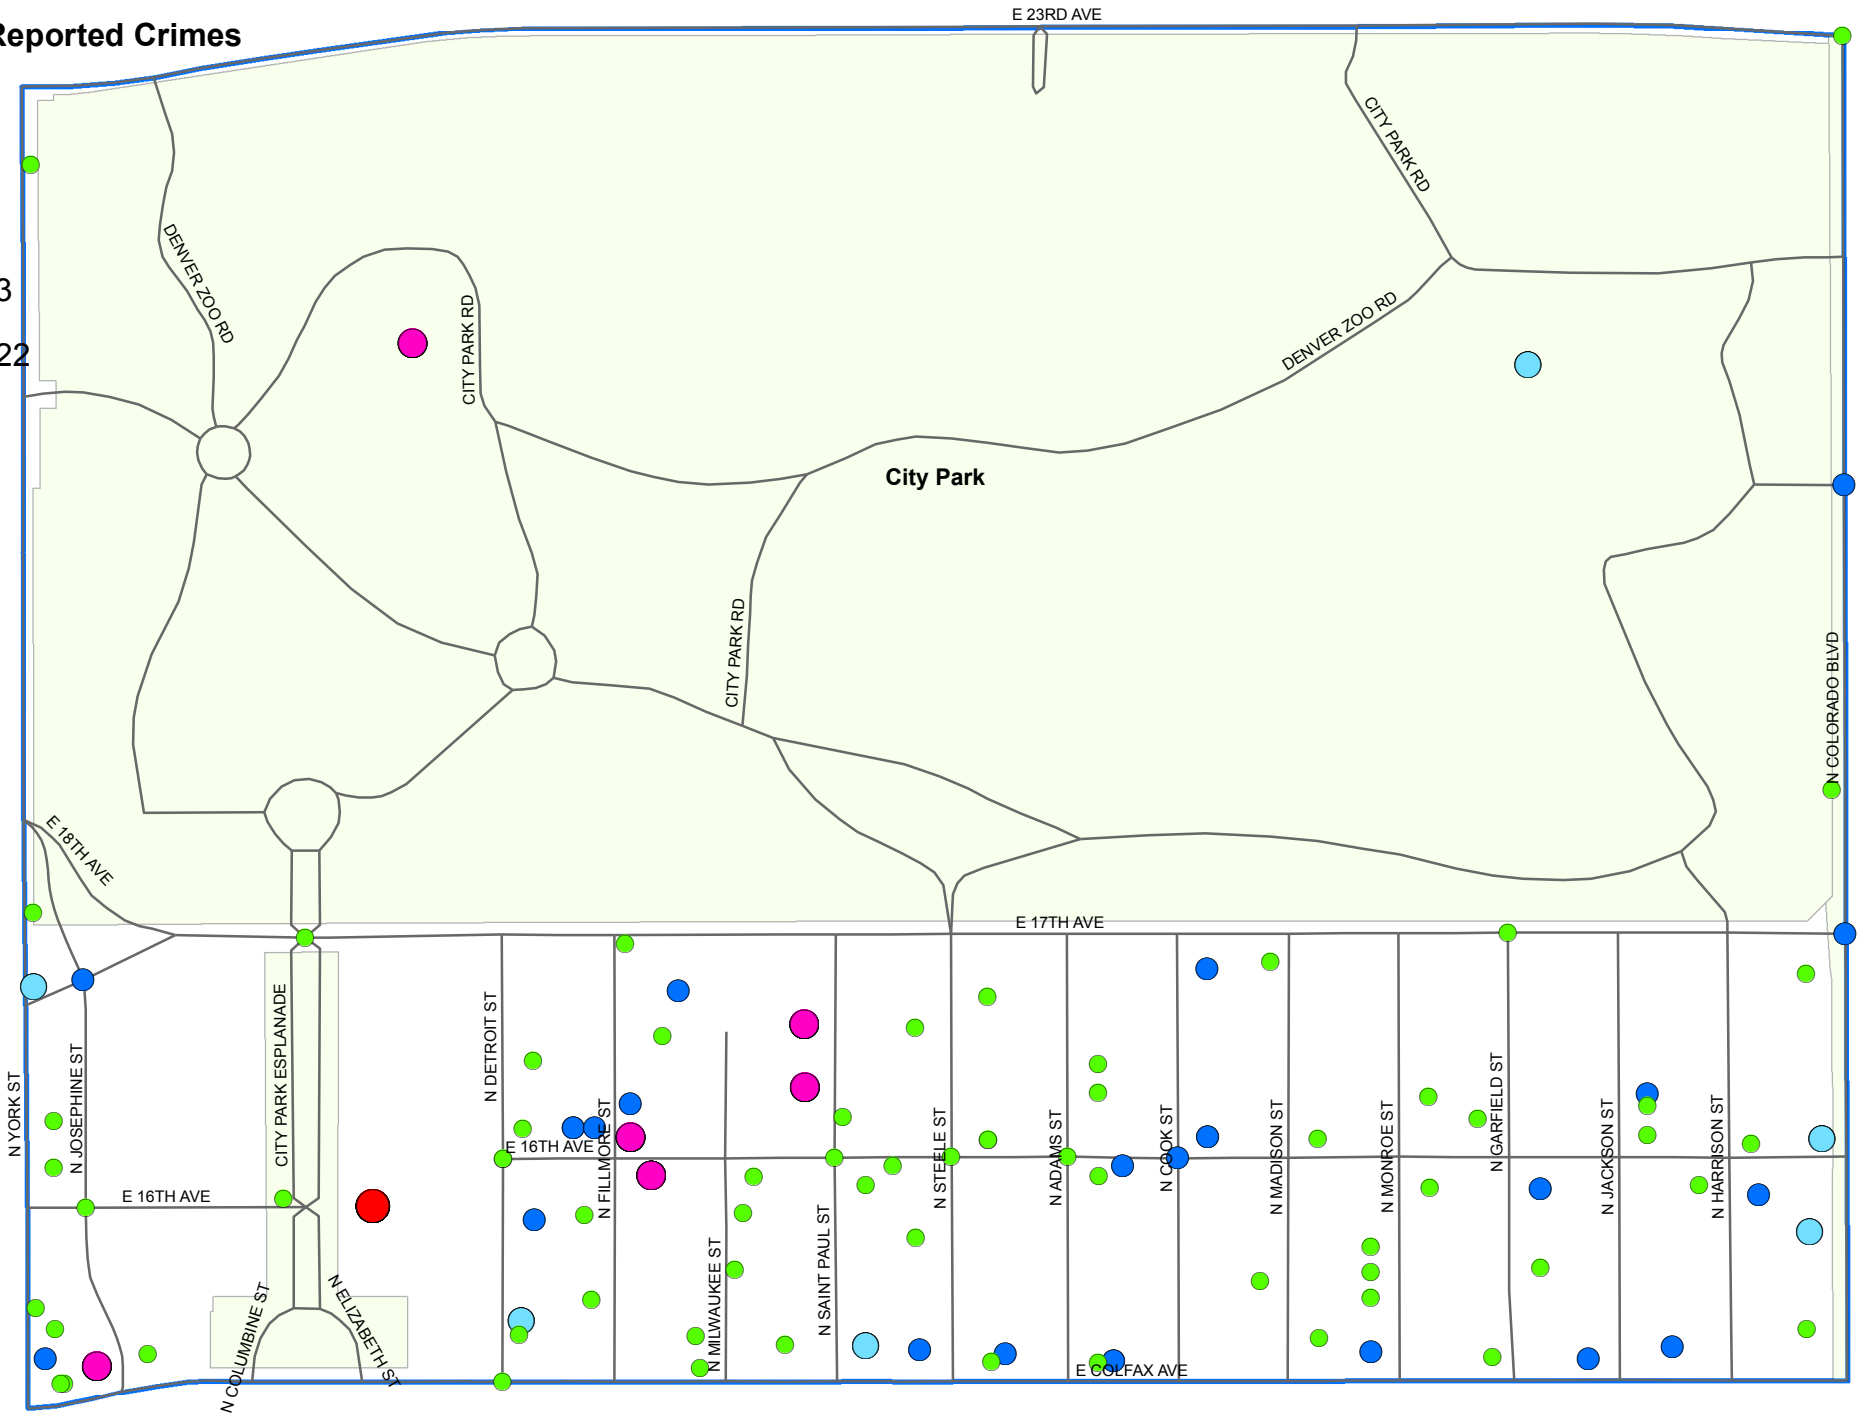 E 23RD AVE
Reported Crimes
CITY PARK RD
DENVER ZOO RD
3
CITY PARK RD
DENVER ZOO RD
22
City Park
CITY PARK RD
N COLORADO BLVD
E 18TH AVE
E 17TH AVE
N YORK ST
N JOSEPHINE ST
CITY PARK ESPLANADE
N DETROIT ST
E 16TH AVE
N FILLMORE ST
N STEELE ST
N ADAMS ST
N COOK ST
N MADISON ST
N MONROE ST
N GARFIELD ST
N JACKSON ST
N HARRISON ST
E 16TH AVE
N MILWAUKEE ST
N SAINT PAUL ST
N COLUMBINE ST
N ELIZABETH ST
E COLFAX AVE